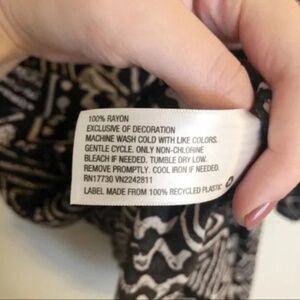 100% RAYON
EXCLUSIVE OF DECORATION
MACHINE WASH COLD WITH LIKE COLORS.
GENTLE CYCLE. ONLY NON-CHLORINE
BLEACH IF NEEDED. TUMBLE DRY LOW.
REMOVE PROMPTLY. COOL IRON IF NEEDED.
RN17730 VN2242811
LABEL MADE FROM 100% RECYCLED PLASTIC